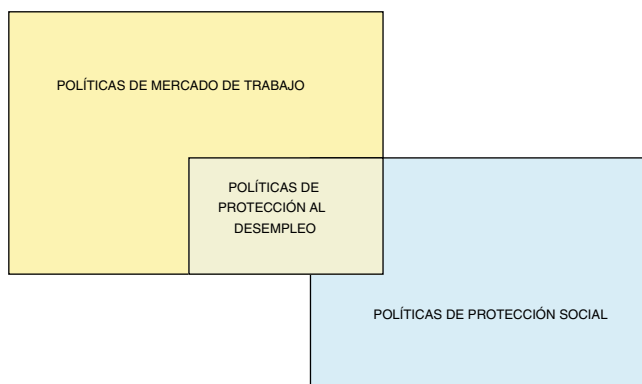 POLÍTICAS DE MERCADO DE TRABAJO
POLÍTICAS DE
PROTECCIÓN AL
DESEMPLEO
POLÍTICAS DE PROTECCIÓN SOCIAL